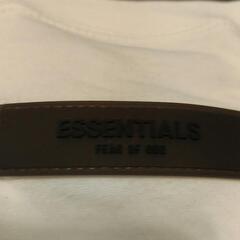 ESSENTIALS
FEAR OF GOD